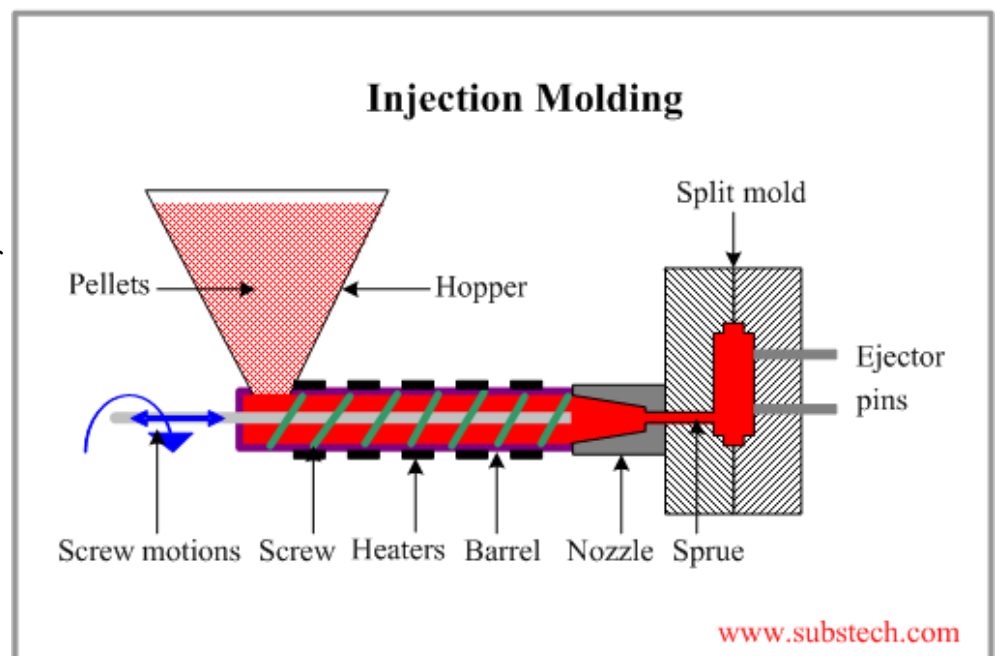 Injection Molding
Split mold
Pellets
Hopper
Ejector
pins
Screw motions
Screw
Heaters
Barrel
Nozzle
Sprue
www.substech.com